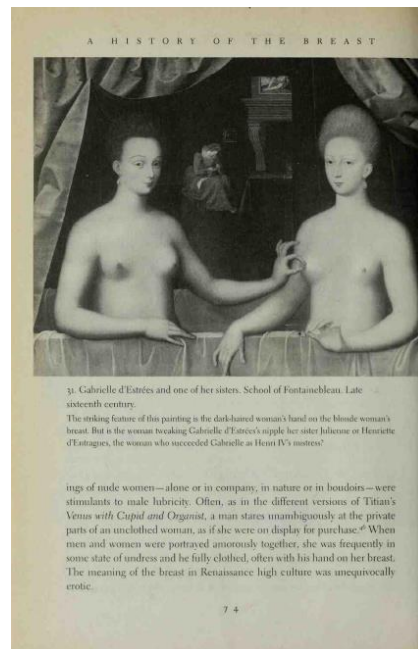 A HISTORY OF THE BREAST
31. Gabrielle d'Estrées and one of her sisters. School of Fontainebleau. Late
sixteenth century.
The striking feature of this painting is the dark-haired woman's hand on the blonde woman's
breast. But is the woman tweaking Gabrielle d'Estrées's nipple her sister Julienne or Henriette
d'Entragues, the woman who succeeded Gabrielle as Henri IV's mistress?
ings of nude women—alone or in company, in nature or in boudoirs—were
stimulants to male lubricity. Often, as in the different versions of Titian's
Venus with Cupid and Organist, a man stares unambiguously at the private
parts of an unclothed woman, as if she were on display for purchase.⁴⁶ When
men and women were portrayed amorously together, she was frequently in
some state of undress and he fully clothed, often with his hand on her breast.
The meaning of the breast in Renaissance high culture was unequivocally
erotic.
74